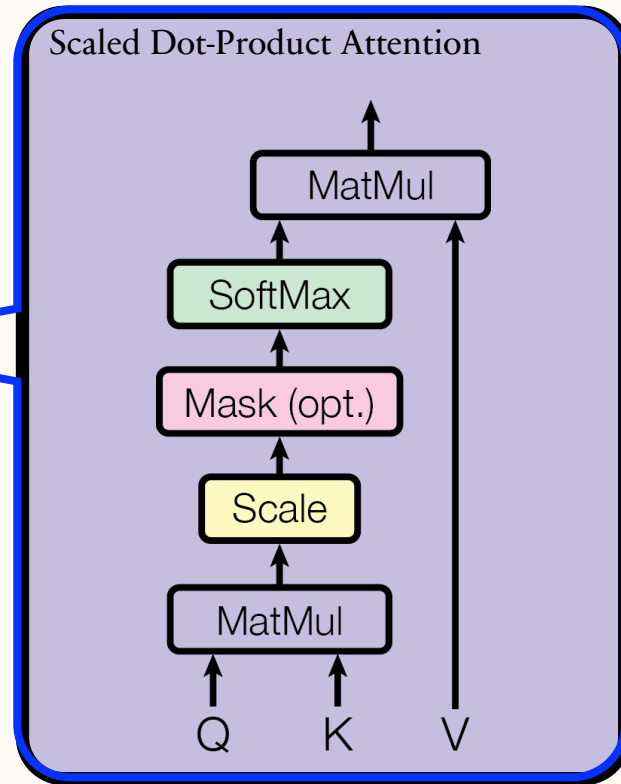 Scaled Dot-Product Attention
MatMul
SoftMax
Mask (opt.)
Scale
MatMul
Q K V